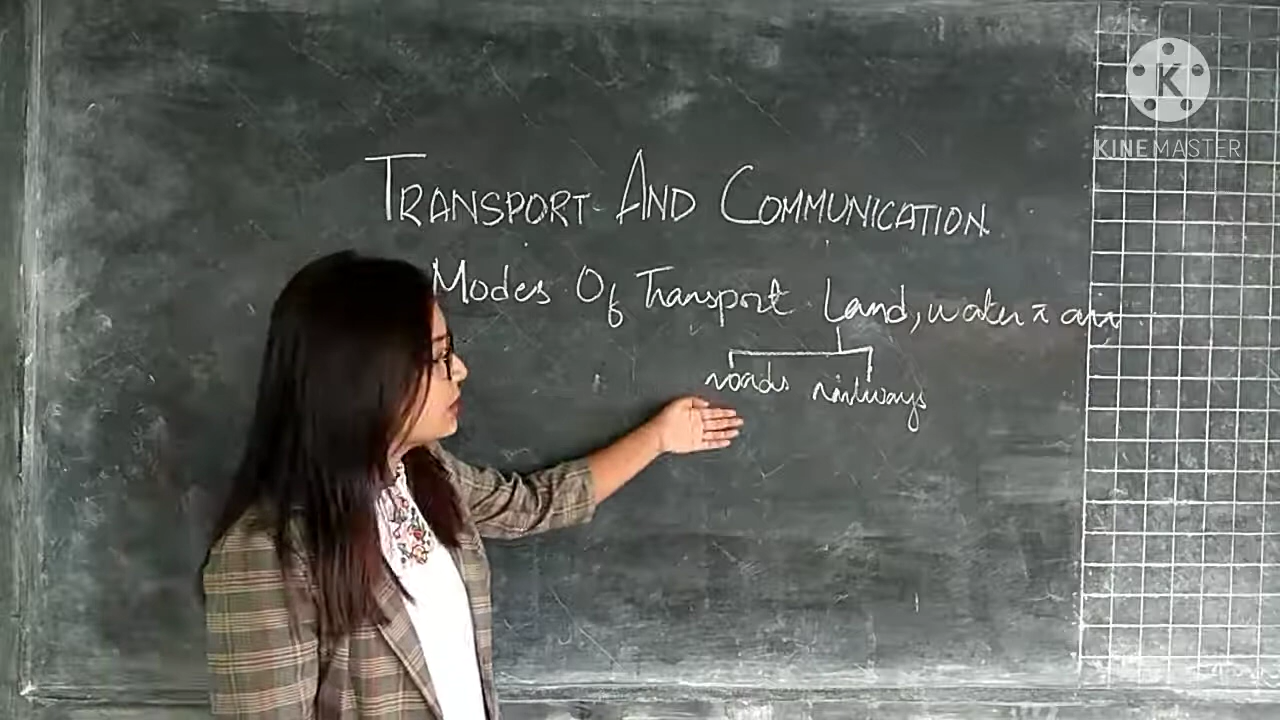 K
KINEMASTER
TRANSPORT AND COMMUNICATION
Modes Of Transport Land, water & air
roads railways